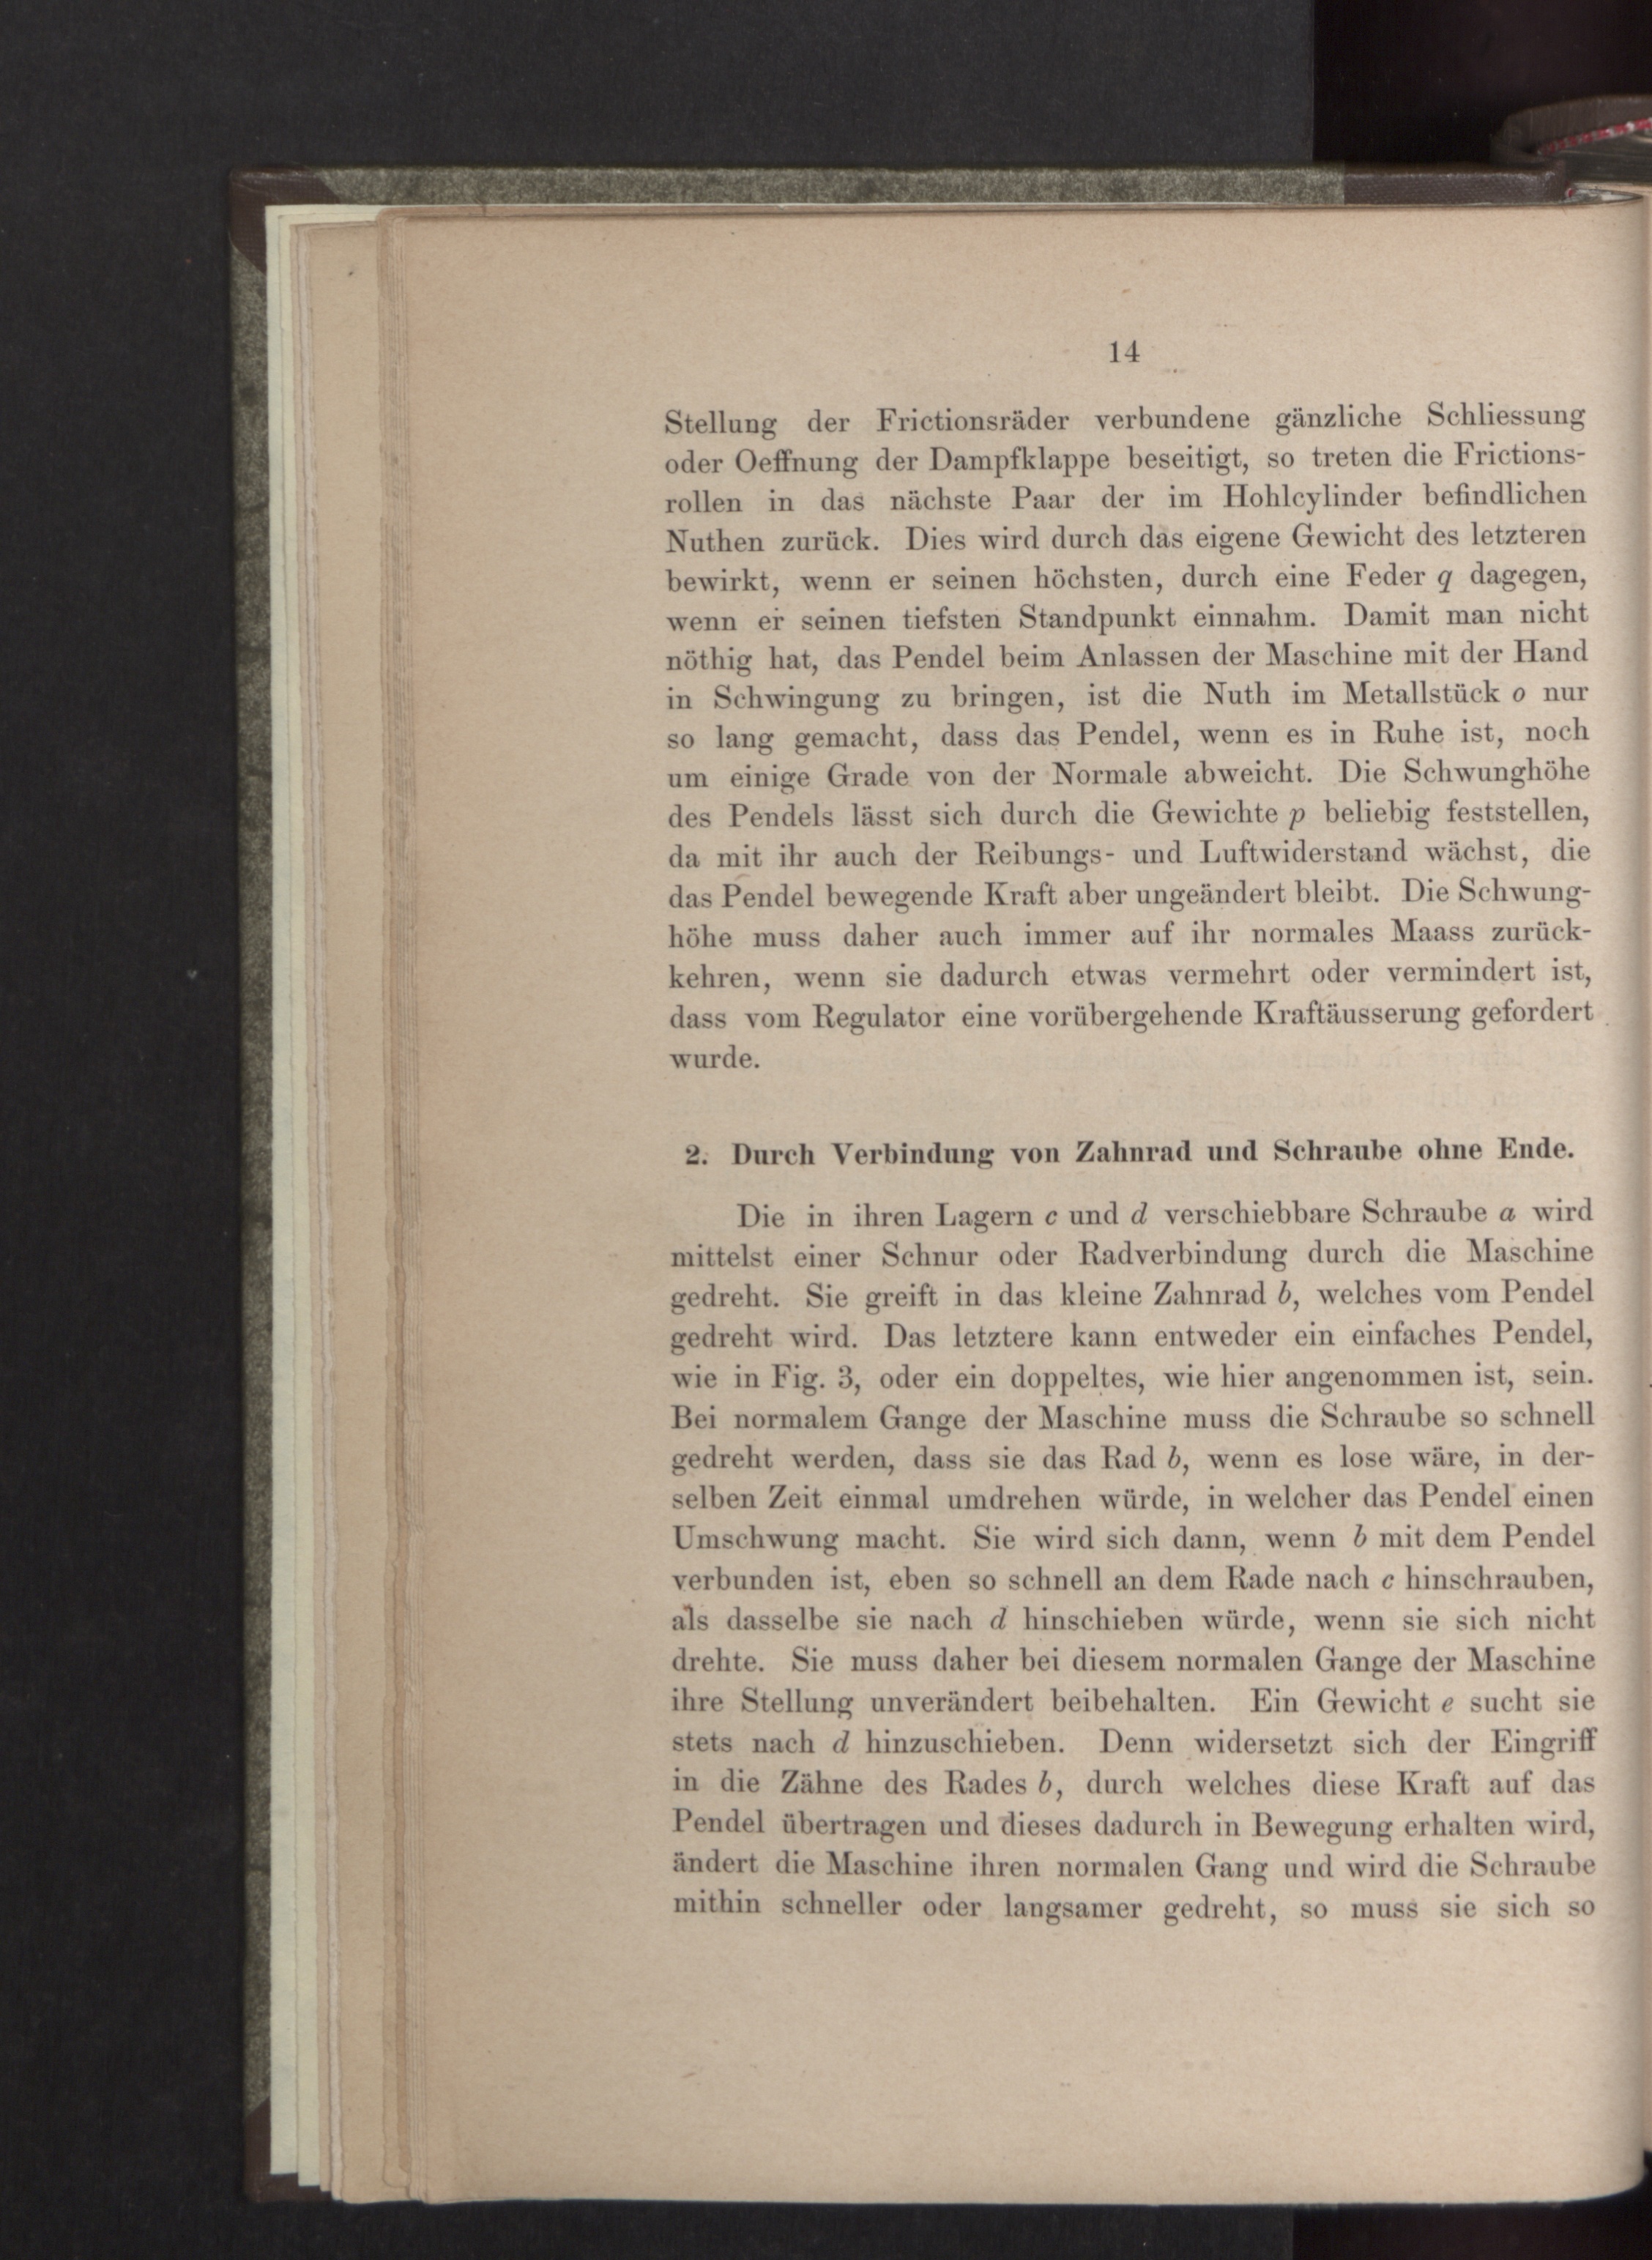 14
Stellung der Frictionsräder verbundene gänzliche Schliessung
oder Oeffnung der Dampfklappe beseitigt, so treten die Frictions-
rollen in das nächste Paar der im Hohlcylinder befindlichen
Nuthen zurück. Dies wird durch das eigene Gewicht des letzteren
bewirkt, wenn er seinen höchsten, durch eine Feder q dagegen,
wenn er seinen tiefsten Standpunkt einnahm. Damit man nicht
nöthig hat, das Pendel beim Anlassen der Maschine mit der Hand
in Schwingung zu bringen, ist die Nuth im Metallstück o nur
so lang gemacht, dass das Pendel, wenn es in Ruhe ist, noch
um einige Grade von der Normale abweicht. Die Schwunghöhe
des Pendels lässt sich durch die Gewichte p beliebig feststellen,
da mit ihr auch der Reibungs- und Luftwiderstand wächst, die
das Pendel bewegende Kraft aber ungeändert bleibt. Die Schwung-
höhe muss daher auch immer auf ihr normales Maass zurück-
kehren, wenn sie dadurch etwas vermehrt oder vermindert ist,
dass vom Regulator eine vorübergehende Kraftäusserung gefordert
wurde.
2. Durch Verbindung von Zahnrad und Schraube ohne Ende.
Die in ihren Lagern c und d verschiebbare Schraube a wird
mittelst einer Schnur oder Radverbindung durch die Maschine
gedreht. Sie greift in das kleine Zahnrad b, welches vom Pendel
gedreht wird. Das letztere kann entweder ein einfaches Pendel,
wie in Fig. 3, oder ein doppeltes, wie hier angenommen ist, sein.
Bei normalem Gange der Maschine muss die Schraube so schnell
gedreht werden, dass sie das Rad b, wenn es lose wäre, in der-
selben Zeit einmal umdrehen würde, in welcher das Pendel einen
Umschwung macht. Sie wird sich dann, wenn b mit dem Pendel
verbunden ist, eben so schnell an dem Rade nach c hinschrauben,
als dasselbe sie nach d hinschieben würde, wenn sie sich nicht
drehte. Sie muss daher bei diesem normalen Gange der Maschine
ihre Stellung unverändert beibehalten. Ein Gewicht e sucht sie
stets nach d hinzuschieben. Denn widersetzt sich der Eingriff
in die Zähne des Rades b, durch welches diese Kraft auf das
Pendel übertragen und dieses dadurch in Bewegung erhalten wird,
ändert die Maschine ihren normalen Gang und wird die Schraube
mithin schneller oder langsamer gedreht, so muss sie sich so